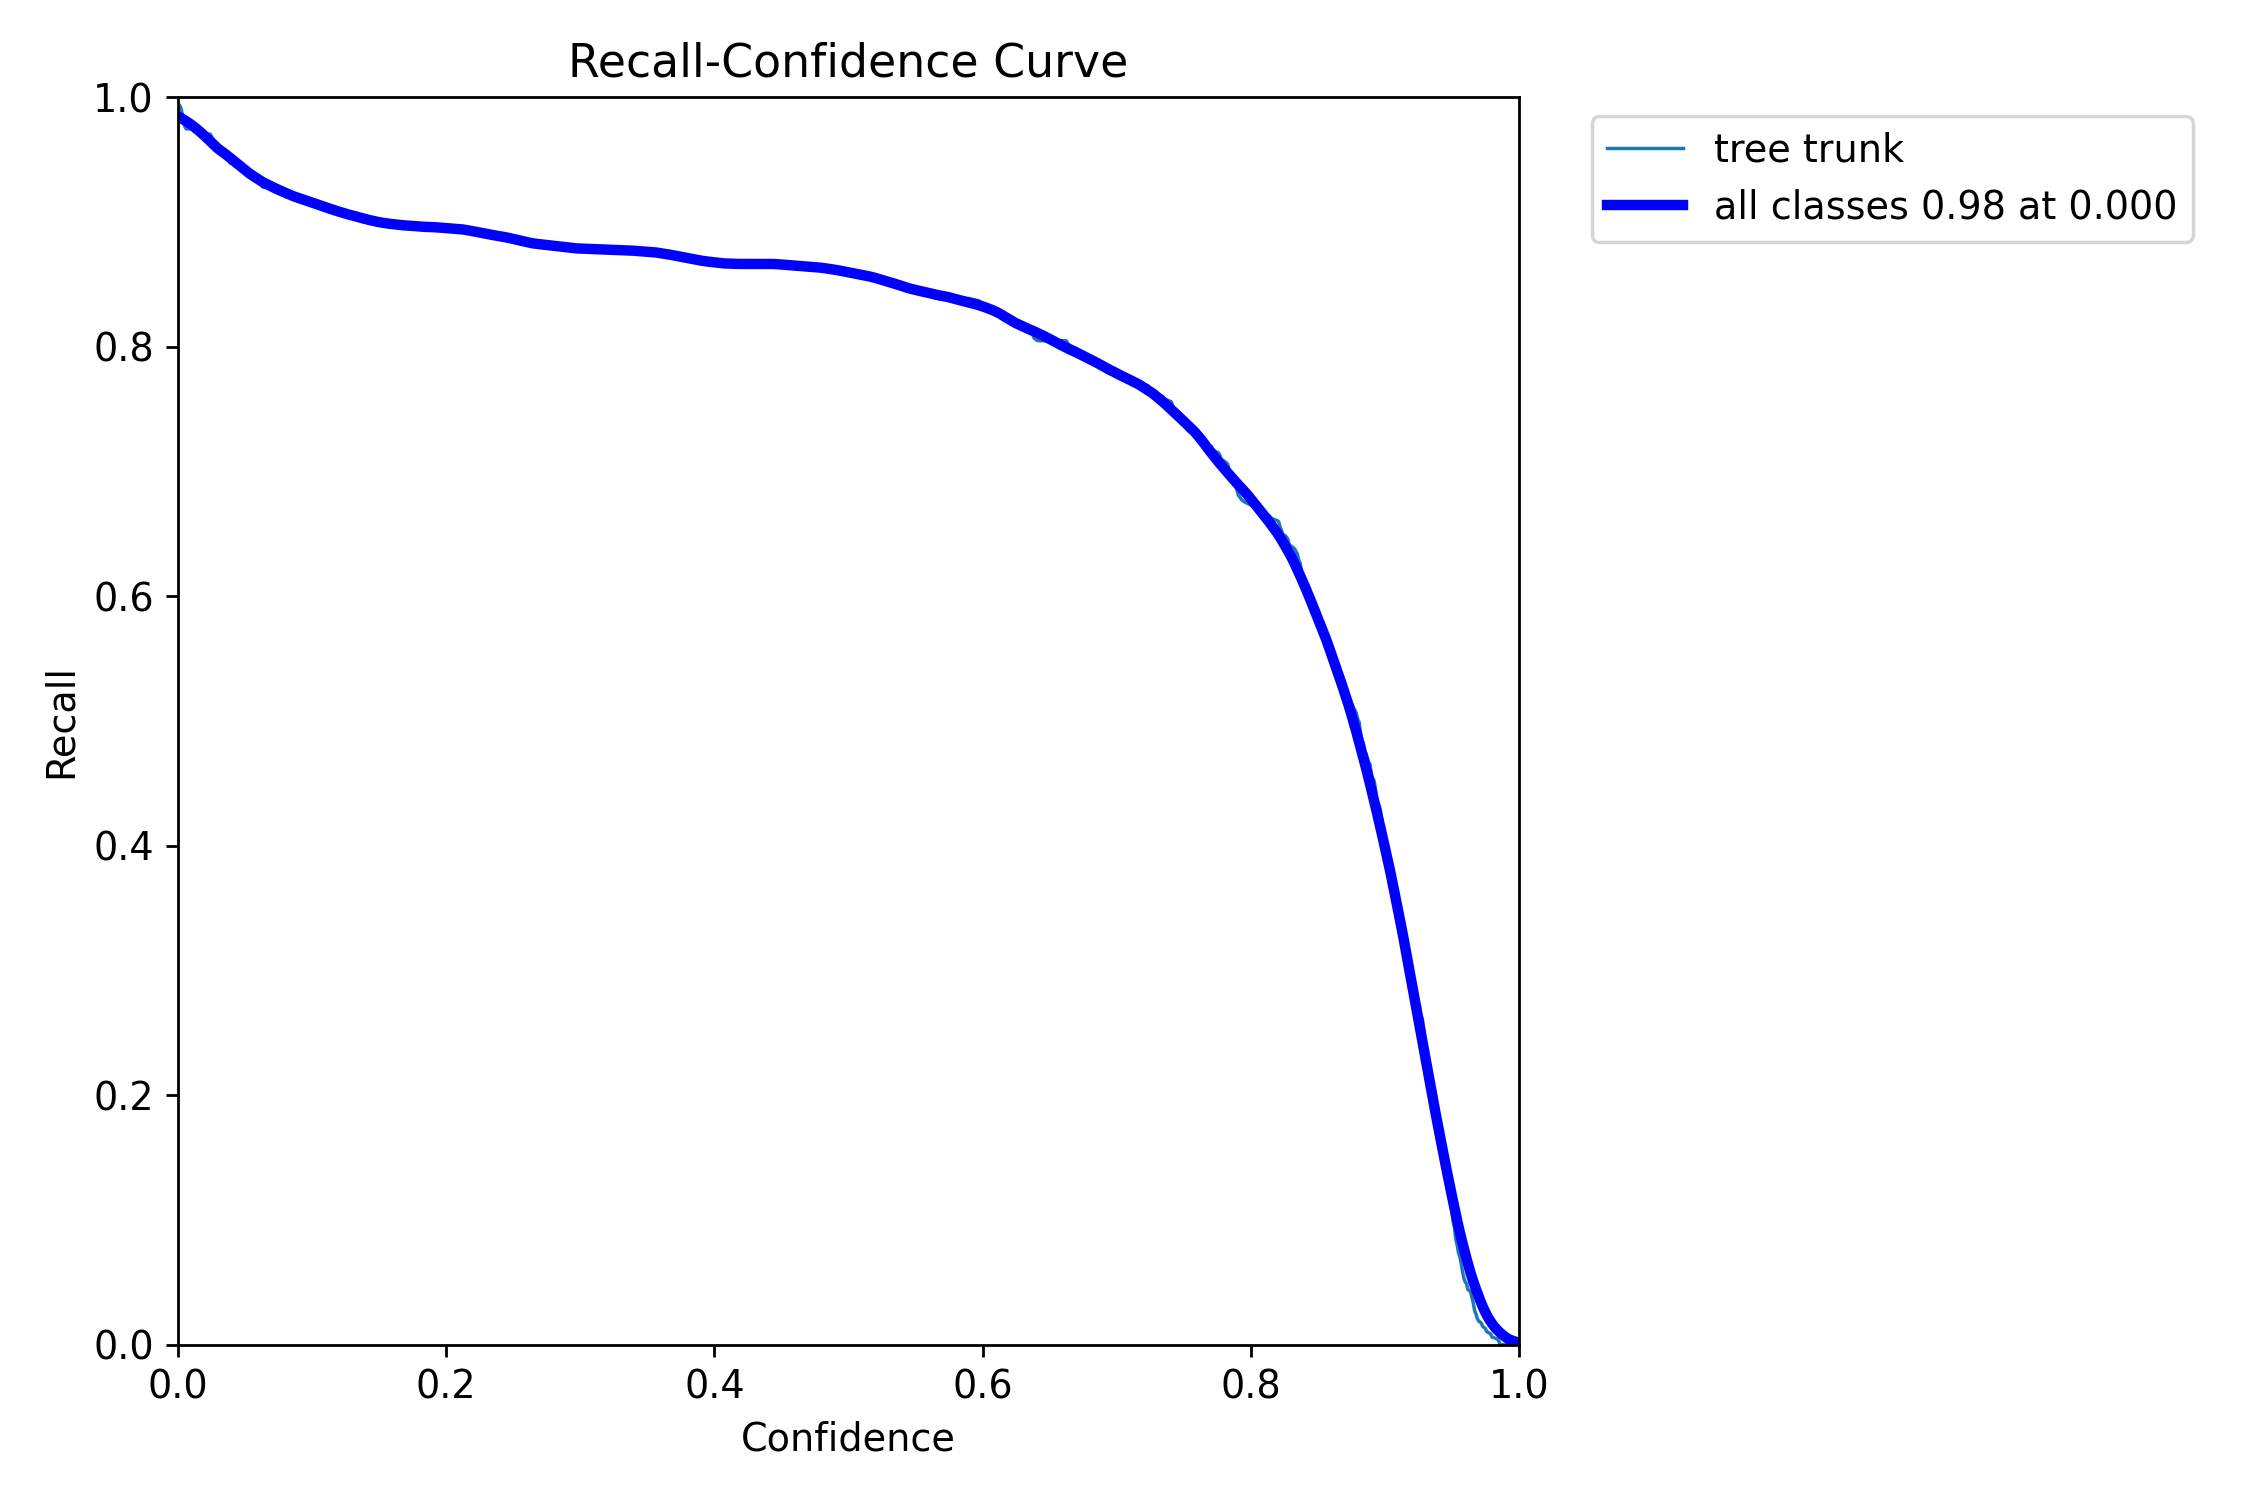 Recall-Confidence Curve
1.0
0.8
0.6
0.4
0.2
0.0
Recall
0.0 0.2 0.4 0.6 0.8 1.0
Confidence
tree trunk
all classes 0.98 at 0.000